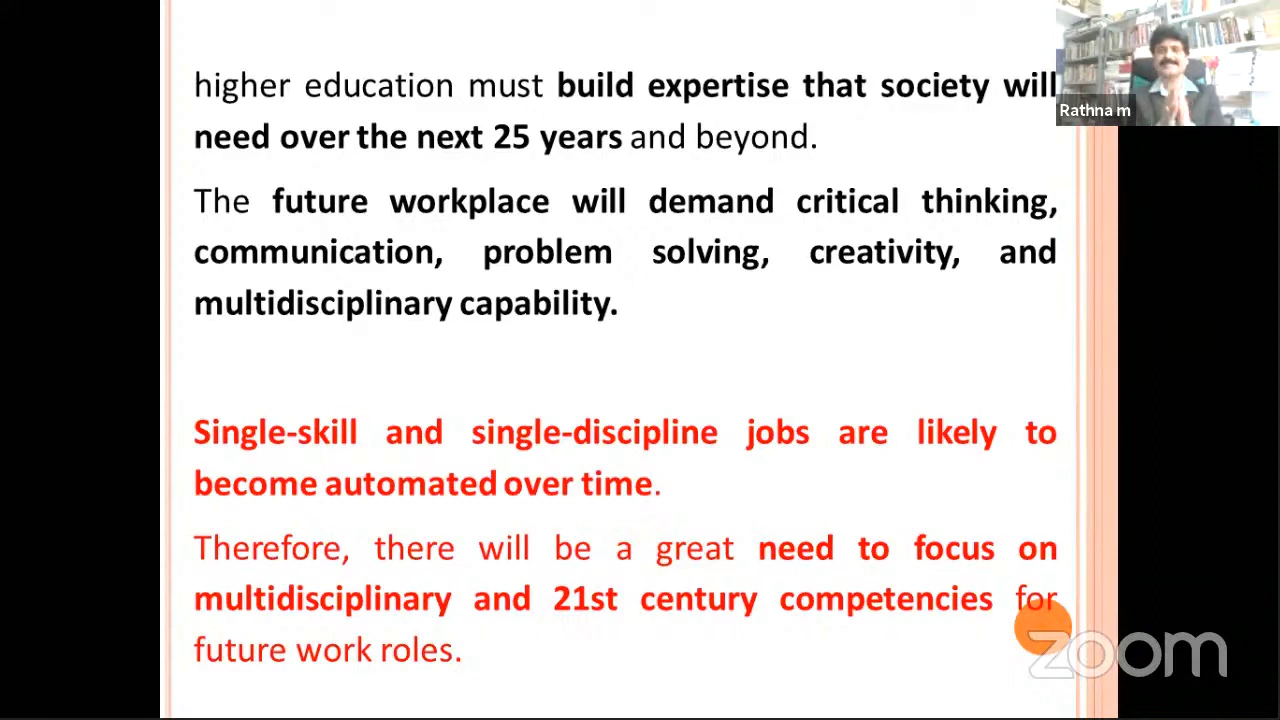 higher education must build expertise that society will
need over the next 25 years and beyond.
The future workplace will demand critical thinking,
communication, problem solving, creativity, and
multidisciplinary capability.
Single-skill and single-discipline jobs are likely to
become automated over time.
Therefore, there will be a great need to focus on
multidisciplinary and 21st century competencies for
future work roles.
Rathna m
zoom